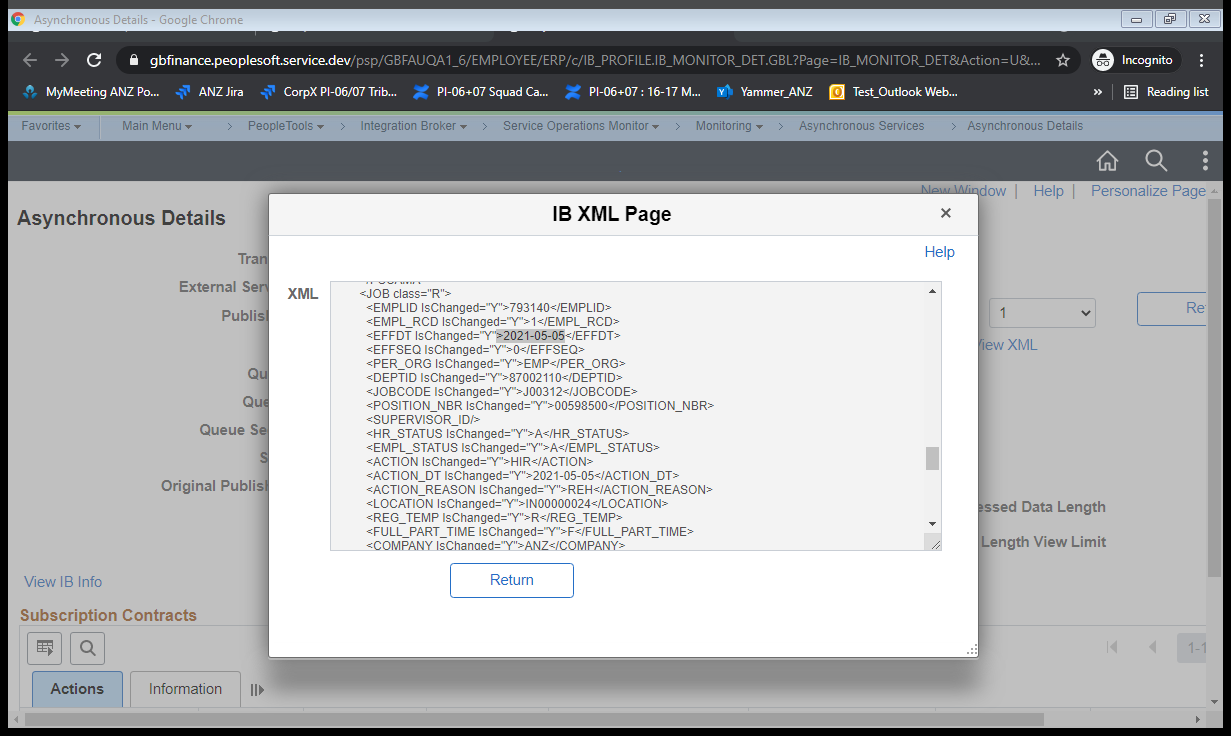 Asynchronous Details - Google Chrome
gbfinance.peoplesoft.service.dev/psp/GBFAUQA1_6/EMPLOYEE/ERP/c/IB_PROFILE.IB_MONITOR_DET.GBL?Page=IB_MONITOR_DET&Action=U&...
Incognito
MyMeeting ANZ Po... ANZ Jira CorpX PI-06/07 Trib... PI-06+07 Squad Ca... PI-06+07 : 16-17 M... Yammer_ANZ Test_Outlook Web... » Reading list
Favorites Main Menu > PeopleTools > Integration Broker > Service Operations Monitor > Monitoring > Asynchronous Services > Asynchronous Details
New Window | Help | Personalize Page
Asynchronous Details
IB XML Page ×
Help
Tran
External Serv
Publish
Qu
Que
Queue Se
S
Original Publish
XML
<JOB class="R">
<EMPLID IsChanged="Y">793140</EMPLID>
<EMPL_RCD IsChanged="Y">1</EMPL_RCD>
<EFFDT IsChanged="Y">2021-05-05</EFFDT>
<EFFSEQ IsChanged="Y">0</EFFSEQ>
<PER_ORG IsChanged="Y">EMP</PER_ORG>
<DEPTID IsChanged="Y">87002110</DEPTID>
<JOBCODE IsChanged="Y">J00312</JOBCODE>
<POSITION_NBR IsChanged="Y">00598500</POSITION_NBR>
<SUPERVISOR_ID/>
<HR_STATUS IsChanged="Y">A</HR_STATUS>
<EMPL_STATUS IsChanged="Y">A</EMPL_STATUS>
<ACTION IsChanged="Y">HIR</ACTION>
<ACTION_DT IsChanged="Y">2021-05-05</ACTION_DT>
<ACTION_REASON IsChanged="Y">REH</ACTION_REASON>
<LOCATION IsChanged="Y">IN00000024</LOCATION>
<REG_TEMP IsChanged="Y">R</REG_TEMP>
<FULL_PART_TIME IsChanged="Y">F</FULL_PART_TIME>
<COMPANY IsChanged="Y">ANZ</COMPANY>
1
Re
View XML
essed Data Length
Length View Limit
Return
View IB Info
Subscription Contracts
1-1
Actions Information